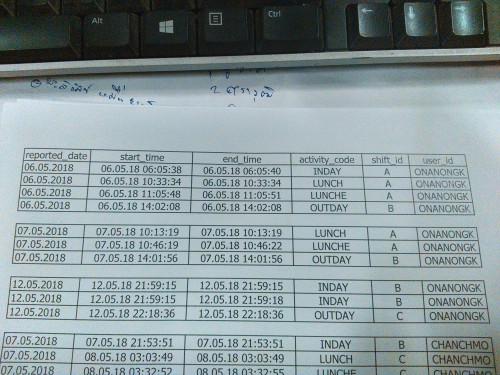 Alt
Ctrl
reported_date start_time end_time activity_code shift_id user_id
06.05.2018 06.05.18 06:05:38 06.05.18 06:05:40 INDAY A ONANONGK
06.05.2018 06.05.18 10:33:34 06.05.18 10:33:34 LUNCH A ONANONGK
06.05.2018 06.05.18 11:05:48 06.05.18 11:05:51 LUNCHE A ONANONGK
06.05.2018 06.05.18 14:02:08 06.05.18 14:02:08 OUTDAY B ONANONGK
07.05.2018 07.05.18 10:13:19 07.05.18 10:13:19 LUNCH A ONANONGK
07.05.2018 07.05.18 10:46:19 07.05.18 10:46:22 LUNCHE A ONANONGK
07.05.2018 07.05.18 14:01:56 07.05.18 14:01:56 OUTDAY B ONANONGK
12.05.2018 12.05.18 21:59:15 12.05.18 21:59:15 INDAY B ONANONGK
12.05.2018 12.05.18 21:59:15 12.05.18 21:59:18 INDAY B ONANONGK
12.05.2018 12.05.18 22:18:36 12.05.18 22:18:36 OUTDAY C ONANONGK
07.05.2018 07.05.18 21:53:51 07.05.18 21:53:51 INDAY B CHANCHMO
07.05.2018 08.05.18 03:03:49 08.05.18 03:03:49 LUNCH C CHANCHMO
07.05.2018 08.05.18 03:32:52 08.05.18 03:32:55 LUNCHE C CHANCHMO